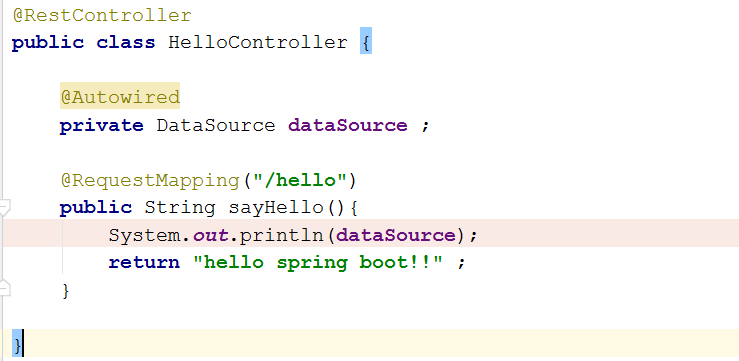 @RestController
public class HelloController {
@Autowired
private DataSource dataSource ;
@RequestMapping("/hello")
public String sayHello(){
System.out.println(dataSource);
return "hello spring boot!!" ;
}
}